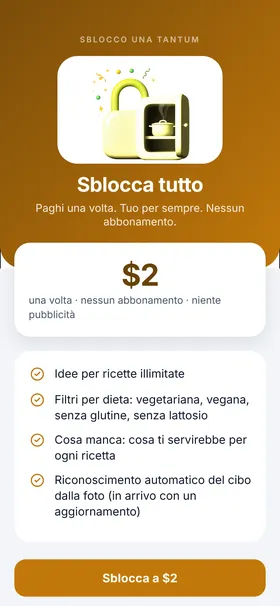 SBLOCCO UNA TANTUM
Sblocca tutto
Paghi una volta. Tuo per sempre. Nessun
abbonamento.
$2
una volta · nessun abbonamento · niente
pubblicità
Idee per ricette illimitate
Filtri per dieta: vegetariana, vegana,
senza glutine, senza lattosio
Cosa manca: cosa ti servirebbe per
ogni ricetta
Riconoscimento automatico del cibo
dalla foto (in arrivo con un
aggiornamento)
Sblocca a $2